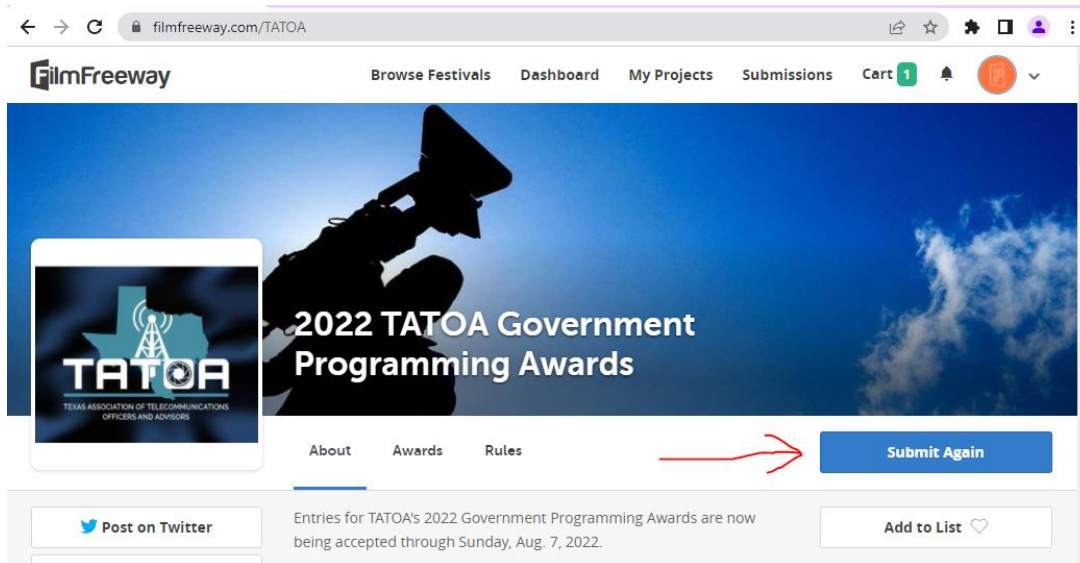 filmfreeway.com/TATOA
FilmFreeway
Browse Festivals Dashboard My Projects Submissions Cart 1
2022 TATOA Government
Programming Awards
TATOA
TEXAS ASSOCIATION OF TELECOMMUNICATIONS
OFFICERS AND ADVISORS
About Awards Rules Submit Again
Post on Twitter
Entries for TATOA's 2022 Government Programming Awards are now
being accepted through Sunday, Aug. 7, 2022.
Add to List